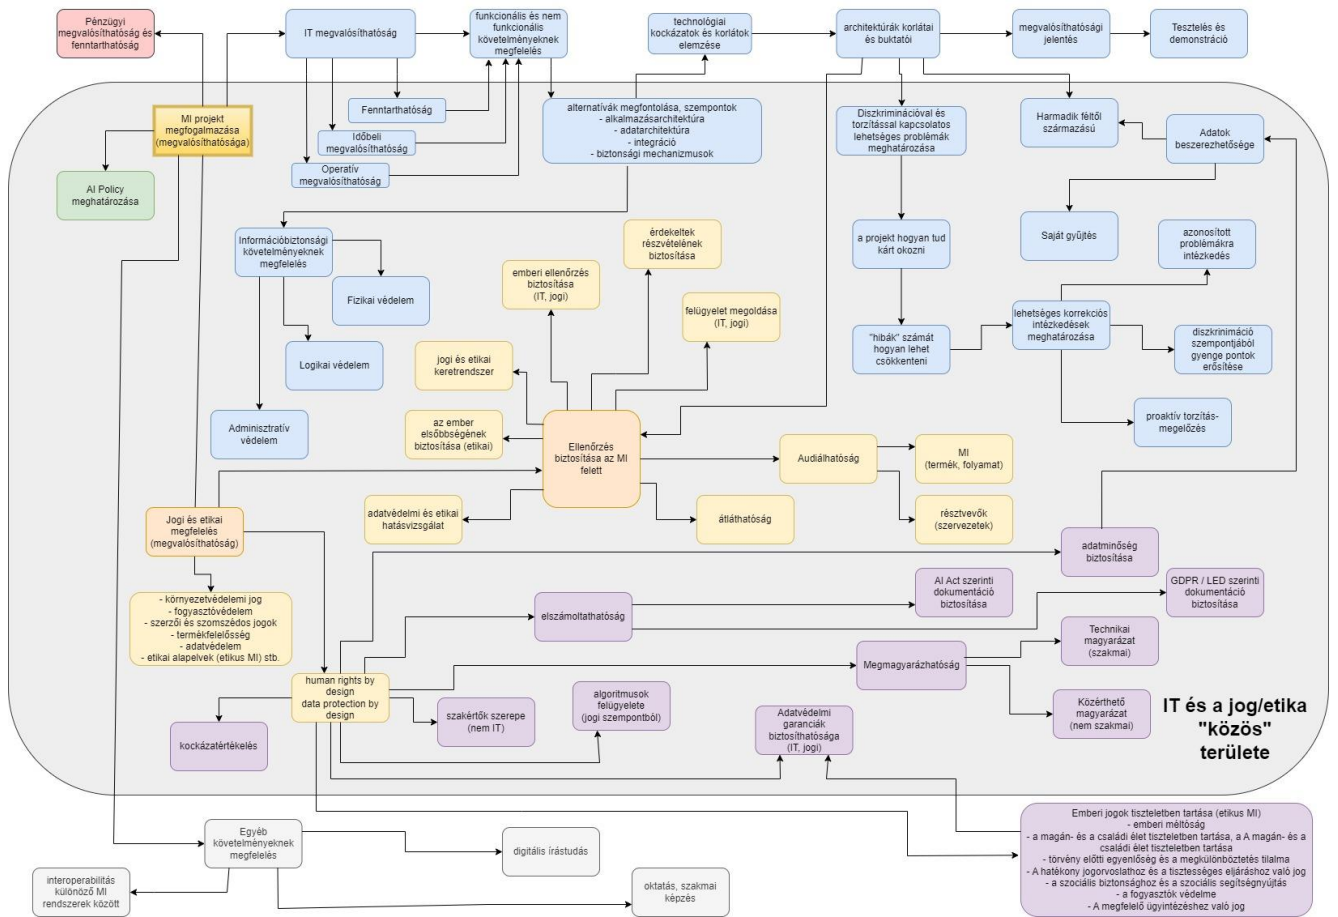 Pénzügyi
megvalósíthatóság és
fenntarthatóság
IT megvalósíthatóság
funkcionális és nem
funkcionális
követelményeknek
megfelelés
technológiai
kockázatok és korlátok
elemzése
architektúrák korlátai
és buktatói
megvalósíthatósági
jelentés
Tesztelés és
demonstráció
MI projekt
megfogalmazása
(megvalósíthatósága)
Fenntarthatóság
Időbeli
megvalósíthatóság
Operatív
megvalósíthatóság
alternatívák megfontolása, szempontok
- alkalmazásarchitektúra
- adatarchitektúra
- integráció
- biztonsági mechanizmusok
Diszkriminációval és
torzítással kapcsolatos
lehetséges problémák
meghatározása
Harmadik féltől
származású
Adatok
beszerezhetősége
AI Policy
meghatározása
Információbiztonsági
követelményeknek
megfelelés
érdekeltek
részvételének
biztosítása
a projekt hogyan tud
kárt okozni
Saját gyűjtés
azonosított
problémákra
intézkedés
emberi ellenőrzés
biztosítása
(IT, jogi)
Fizikai védelem
felügyelet megoldása
(IT, jogi)
"hibák" számát
hogyan lehet
csökkenteni
lehetséges korrekciós
intézkedések
meghatározása
diszkrinimáció
szempontjából
gyenge pontok
erősítése
Logikai védelem
jogi és etikai
keretrendszer
Adminisztratív
védelem
az ember
elsőbbségének
biztosítása (etikai)
Ellenőrzés
biztosítása az MI
felett
proaktív torzítás-
megelőzés
Audiálhatóság
MI
(termék, folyamat)
Jogi és etikai
megfelelés
(megvalósíthatóság)
adatvédelmi és etikai
hatásvizsgálat
átláthatóság
résztvevők
(szervezetek)
adatminőség
biztosítása
- környezetvédelemi jog
- fogyasztóvédelem
- szerzői és szomszédos jogok
- termékfelelősség
- adatvédelem
- etikai alapelvek (etikus MI) stb.
elszámoltathatóság
AI Act szerinti
dokumentáció
biztosítása
GDPR / LED szerinti
dokumentáció
biztosítása
Technikai
magyarázat
(szakmai)
Megmagyarázhatóság
human rights by
design
data protection by
design
kockázatértékelés
szakértők szerepe
(nem IT)
algoritmusok
felügyelete
(jogi szempontból)
Adatvédelmi
garanciák
biztosíthatósága
(IT, jogi)
Közérthető
magyarázat
(nem szakmai)
IT és a jog/etika
"közös"
területe
Egyéb
követelményeknek
megfelelés
digitális írástudás
interoperabilitás
különöző MI
rendszerek között
oktatás, szakmai
képzés
Emberi jogok tiszteletben tartása (etikus MI)
- emberi méltóság
- a magán- és a családi élet tiszteletben tartása, a A magán- és a
családi élet tiszteletben tartása
- törvény előtti egyenlőség és a megkülönböztetés tilalma
- A hatékony jogorvoslathoz és a tisztességes eljáráshoz való jog
- a szociális biztonsághoz és a szociális segítségnyújtás
- a fogyasztók védelme
- A megfelelő ügyintézéshez való jog